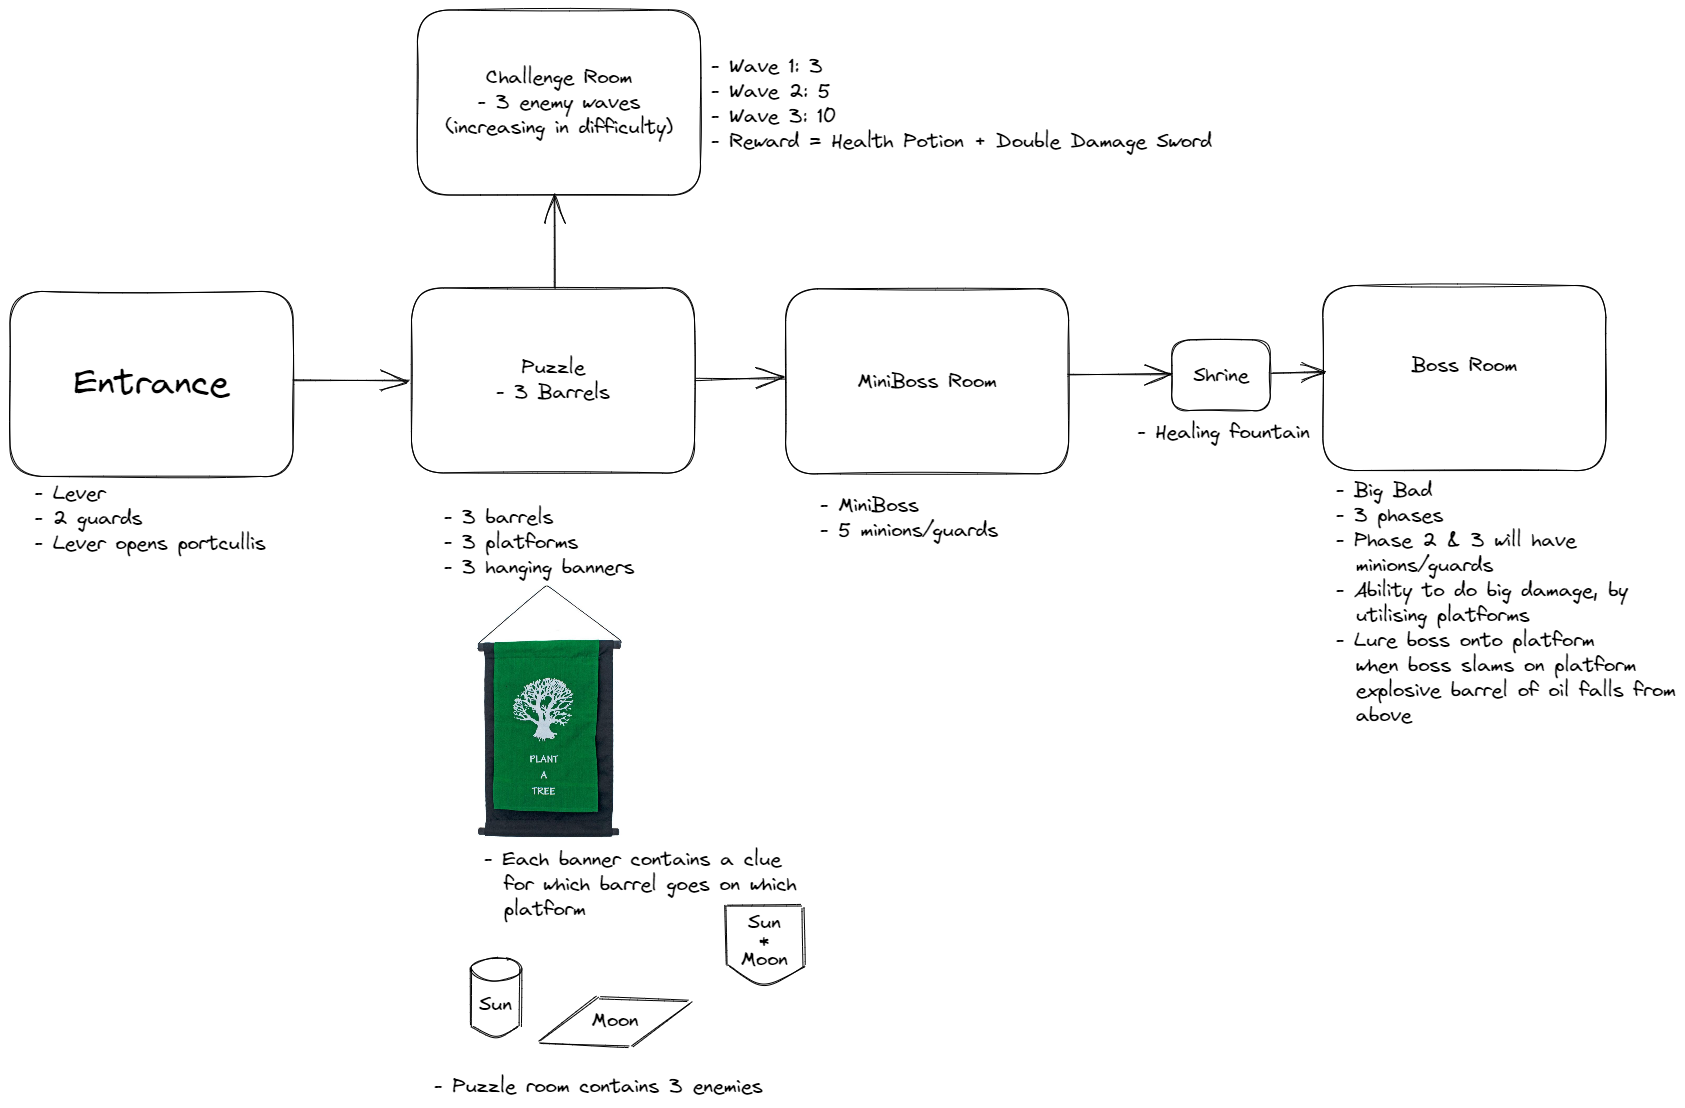 Challenge Room
- 3 enemy waves
(increasing in difficulty)
- Wave 1: 3
- Wave 2: 5
- Wave 3: 10
- Reward = Health Potion + Double Damage Sword
Entrance
- Lever
- 2 guards
- Lever opens portcullis
Puzzle
- 3 Barrels
- 3 barrels
- 3 platforms
- 3 hanging banners
PLANT
A
TREE
- Each banner contains a clue
for which barrel goes on which
platform
Sun
*
Moon
Sun
Moon
- Puzzle room contains 3 enemies
MiniBoss Room
- MiniBoss
- 5 minions/guards
Shrine
- Healing fountain
Boss Room
- Big Bad
- 3 phases
- Phase 2 & 3 will have
minions/guards
- Ability to do big damage, by
utilising platforms
- Lure boss onto platform
when boss slams on platform
explosive barrel of oil falls from
above